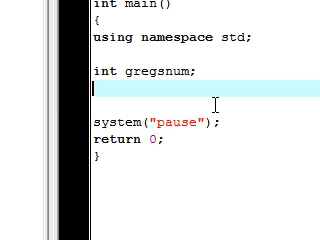 int main()
{
using namespace std;
int gregsnum;
system("pause");
return 0;
}